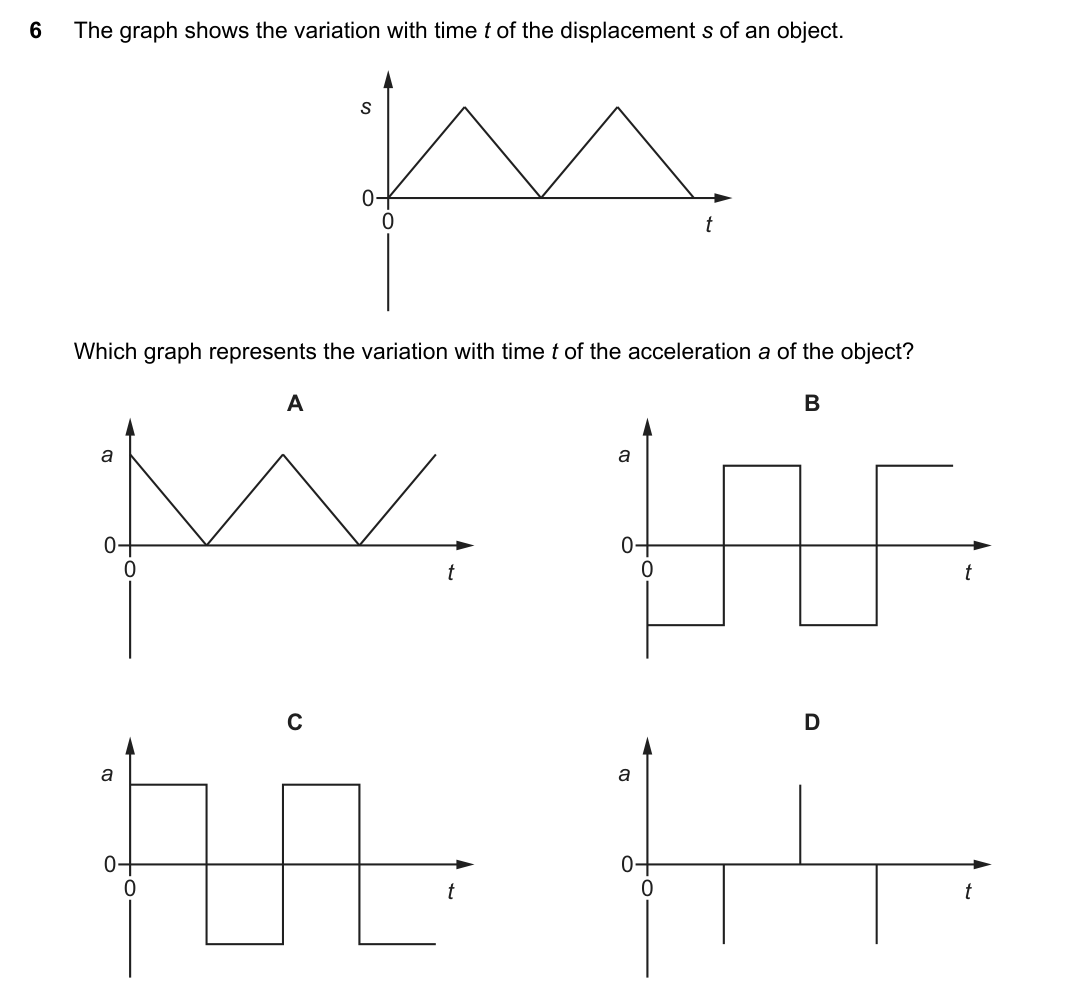 6 The graph shows the variation with time t of the displacement s of an object.
s
0
0
t
Which graph represents the variation with time t of the acceleration a of the object?
A
B
a
a
0
0
0
0
t
t
C
D
a
a
0
0
0
0
t
t